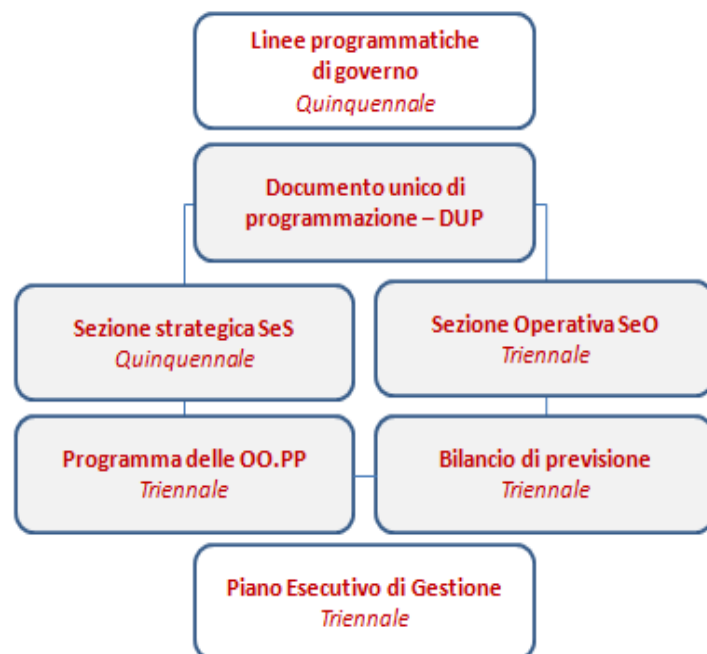 Linee programmatiche
di governo
Quinquennale
Documento unico di
programmazione – DUP
Sezione strategica SeS
Quinquennale
Sezione Operativa SeO
Triennale
Programma delle OO.PP
Triennale
Bilancio di previsione
Triennale
Piano Esecutivo di Gestione
Triennale